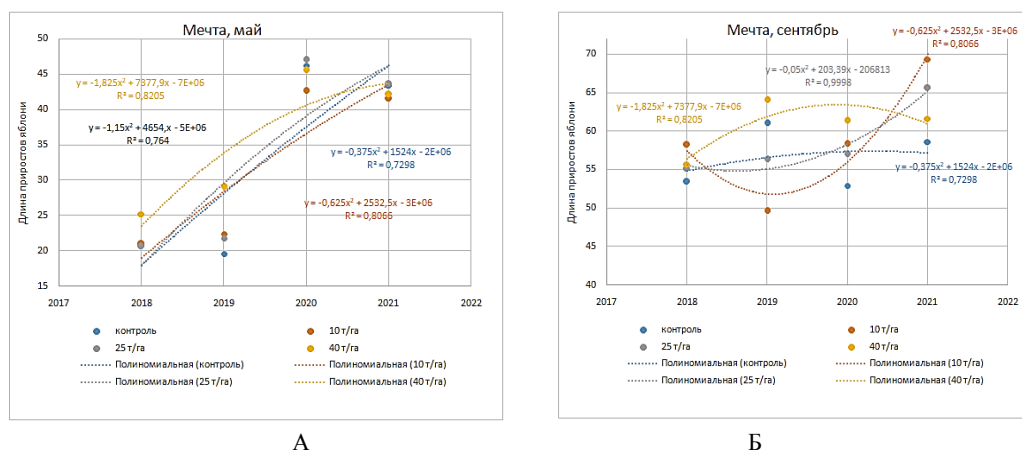 Мечта, май
Длина приростов яблони
50
45
40
35
30
25
20
15
2017
2018
2019
2020
2021
2022
y = -1,825x² + 7377,9x - 7E+06
R² = 0,8205
y = -1,15x² + 4654,x - 5E+06
R² = 0,764
y = -0,375x² + 1524x - 2E+06
R² = 0,7298
y = -0,625x² + 2532,5x - 3E+06
R² = 0,8066
контроль
10 т/га
25 т/га
40 т/га
Полиномиальная (контроль)
Полиномиальная (10 т/га)
Полиномиальная (25 т/га)
Полиномиальная (40 т/га)
А
Мечта, сентябрь
Длина приростов яблони
70
65
60
55
50
45
40
2017
2018
2019
2020
2021
2022
y = -0,625x² + 2532,5x - 3E+06
R² = 0,8066
y = -0,05x² + 203,39x - 206813
R² = 0,9998
y = -1,825x² + 7377,9x - 7E+06
R² = 0,8205
y = -0,375x² + 1524x - 2E+06
R² = 0,7298
контроль
10 т/га
25 т/га
40 т/га
Полиномиальная (контроль)
Полиномиальная (10 т/га)
Полиномиальная (25 т/га)
Полиномиальная (40 т/га)
Б